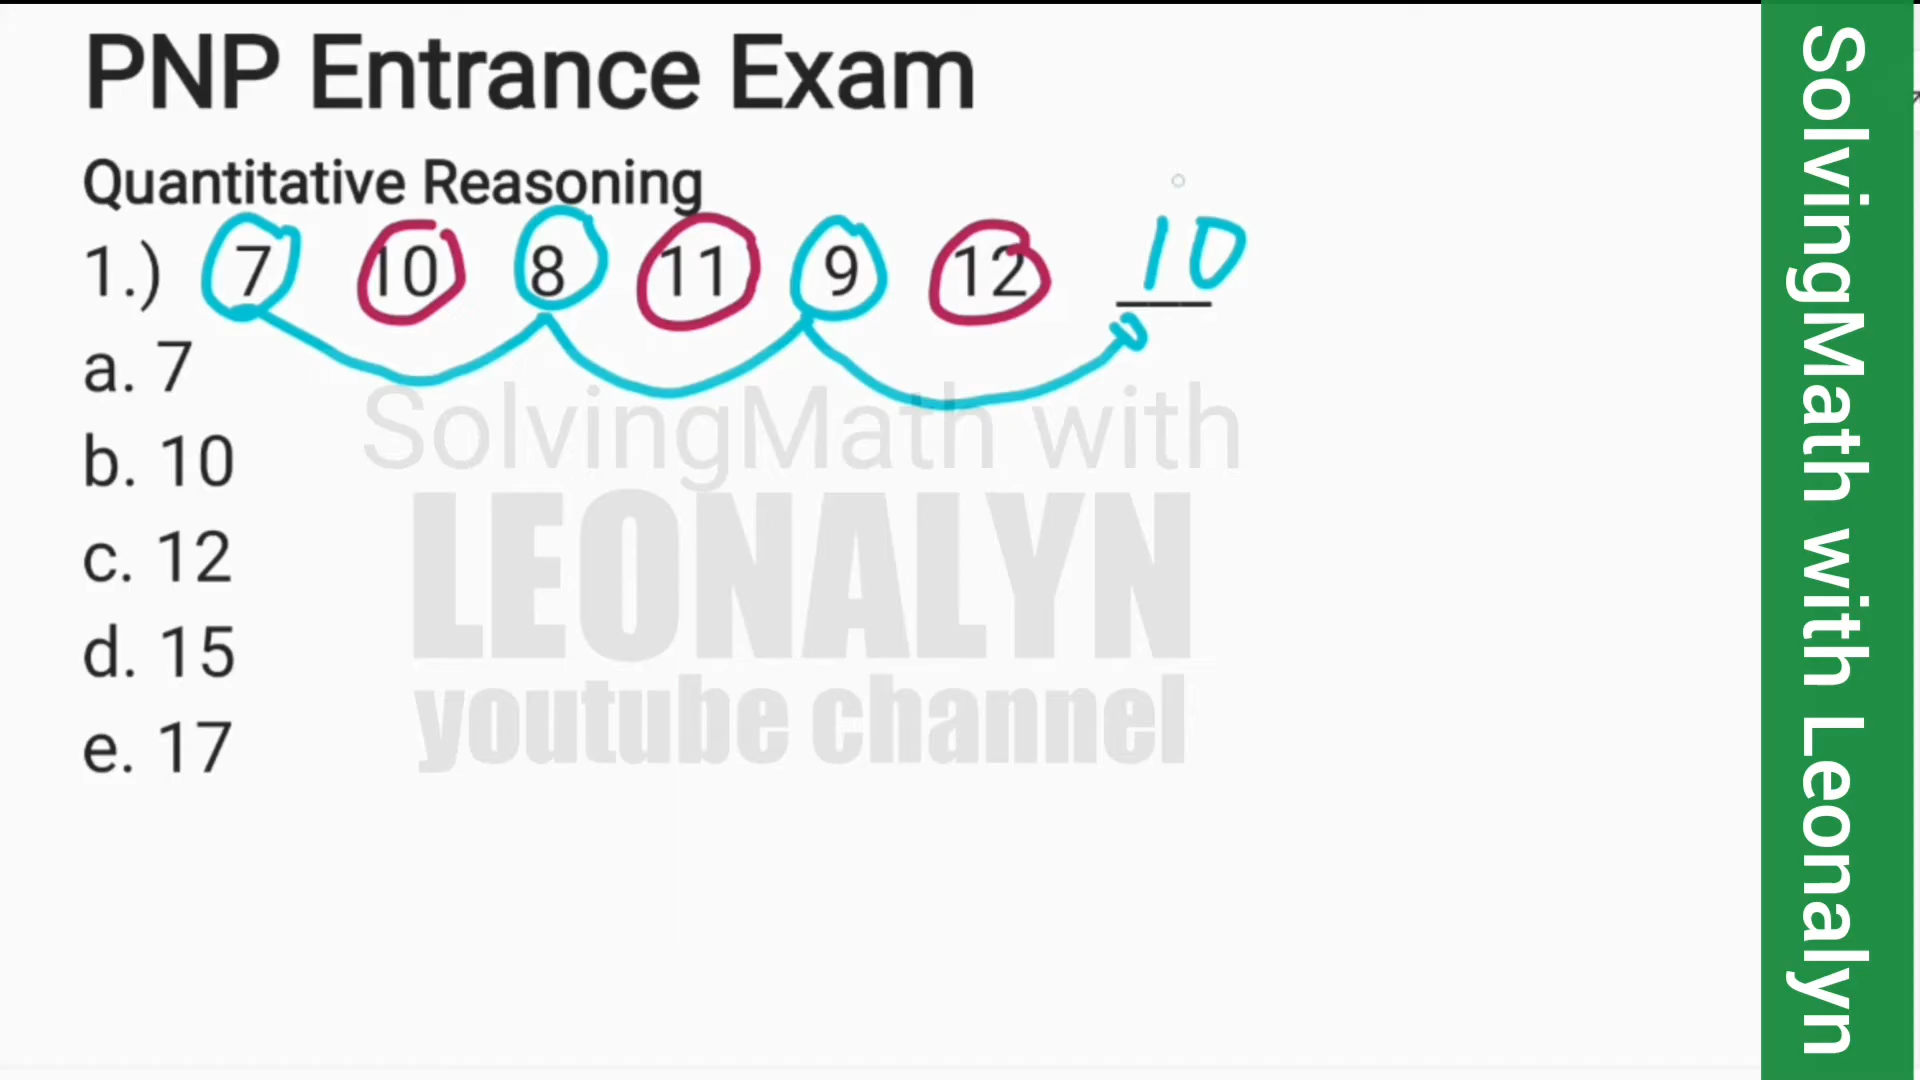 PNP Entrance Exam
Quantitative Reasoning
1.) 7 10 8 11 9 12 10
a. 7
b. 10
c. 12
d. 15
e. 17
SolvingMath with
LEONALYN
youtube channel
SolvingMath with Leonalyn